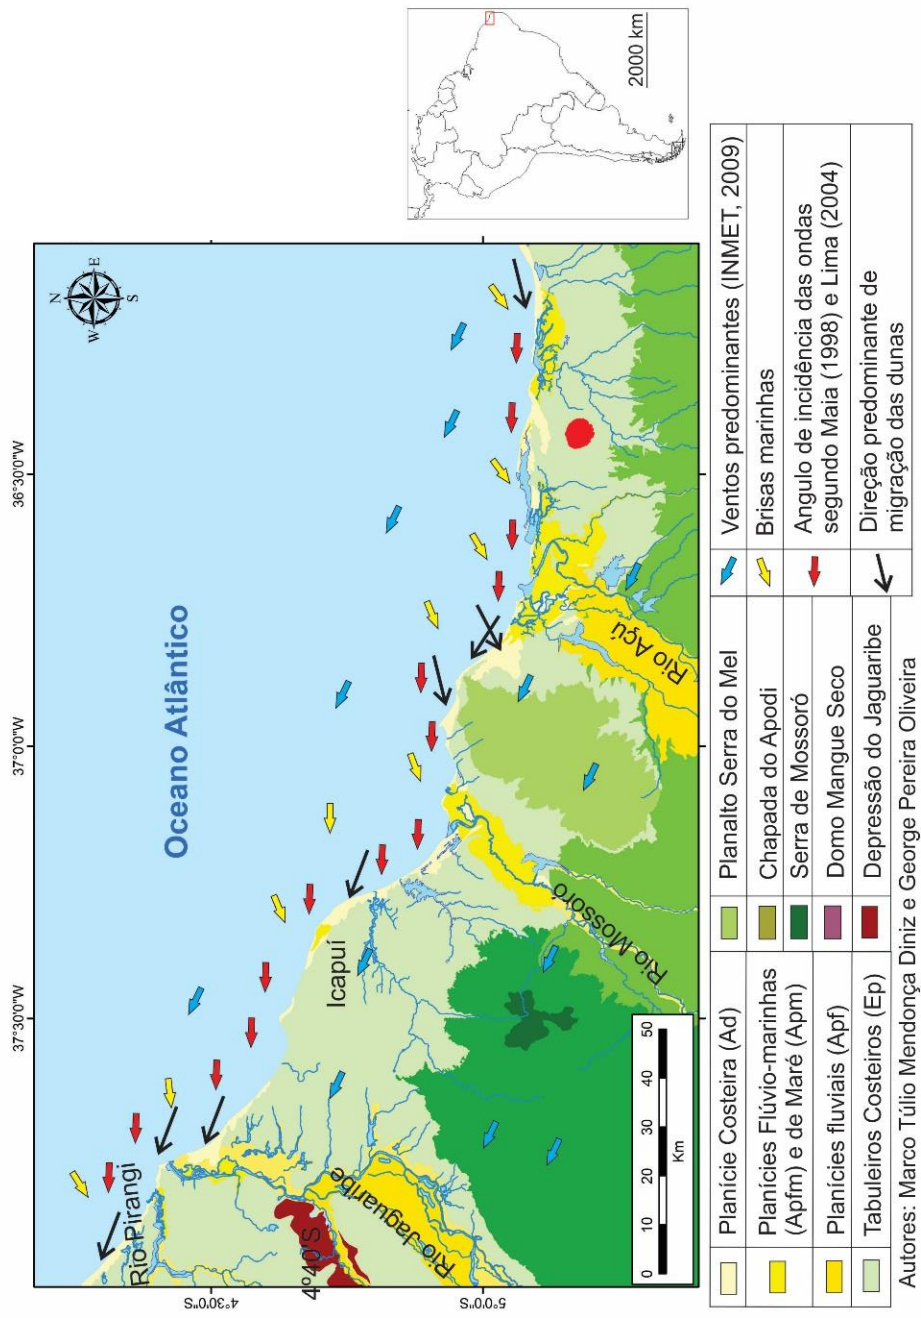 37°30'0"W
37°0'0"W
36°30'0"W
4°30'0"S
5°0'0"S
N
W
E
S
Oceano Atlântico
Rio Pirangi
Icapuí
4°40'S
Rio Jaguaribe
Rio Mossoró
Rio Açú
0 10 20 30 40 50
Km
2000 km
Planície Costeira (Ad)
Planícies Flúvio-marinhas
(Apfm) e de Maré (Apm)
Planícies fluviais (Apf)
Tabuleiros Costeiros (Ep)
Planalto Serra do Mel
Chapada do Apodi
Serra de Mossoró
Domo Mangue Seco
Depressão do Jaguaribe
Ventos predominantes (INMET, 2009)
Brisas marinhas
Angulo de incidência das ondas
segundo Maia (1998) e Lima (2004)
Direção predominante de
migração das dunas
Autores: Marco Túlio Mendonça Diniz e George Pereira Oliveira